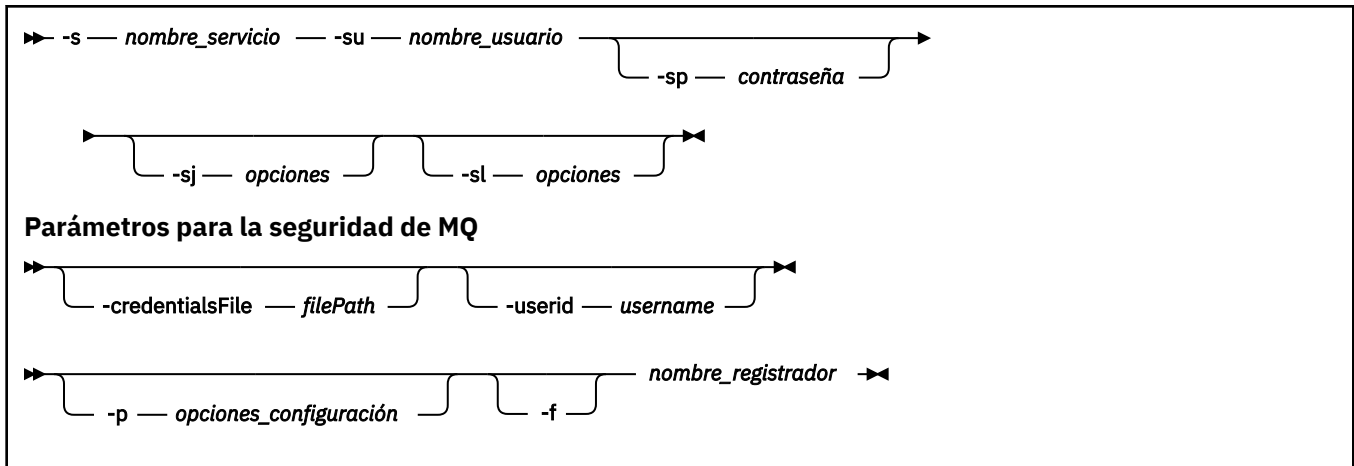 -s nombre_servicio -su nombre_usuario
-sp contraseña
-sj opciones -sl opciones
Parámetros para la seguridad de MQ
-credentialsFile filePath -userid username
nombre_registrador
-p opciones_configuración -f